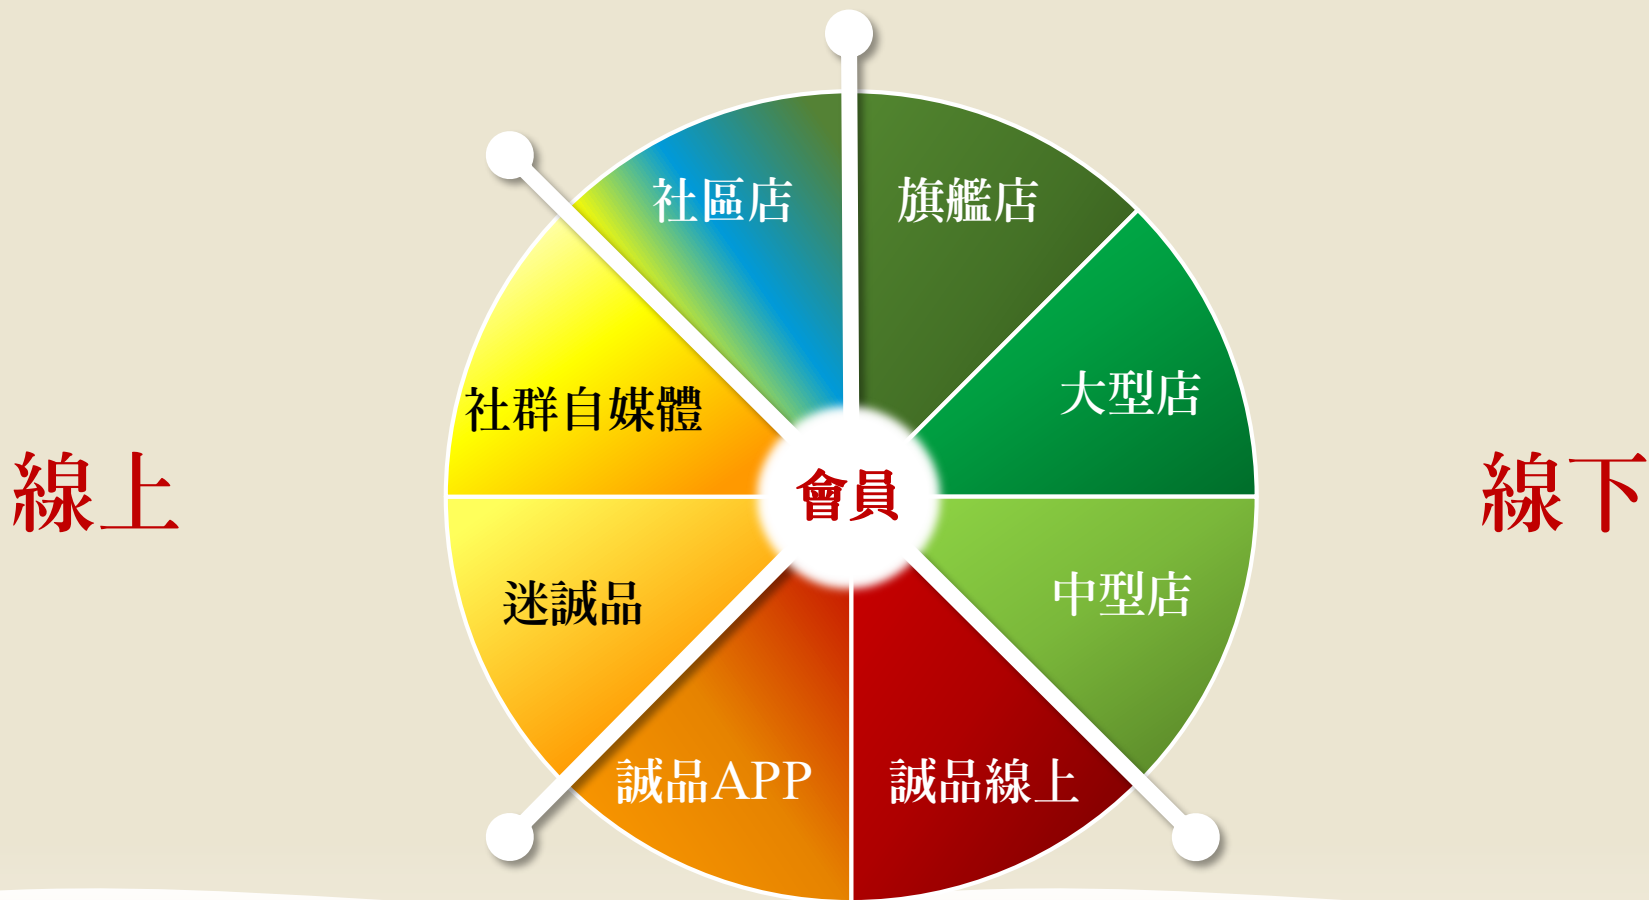 社區店
旗艦店
大型店
社群自媒體
線上
會員
線下
中型店
迷誠品
誠品APP
誠品線上